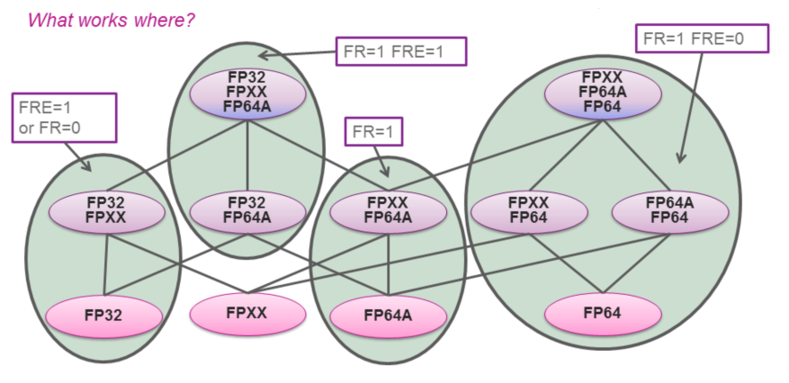 What works where?
FR=1 FRE=1
FR=1 FRE=0
FRE=1
or FR=0
FR=1
FP32
FPXX
FP64A
FPXX
FP64A
FP64
FP32
FPXX
FP32
FP64A
FPXX
FP64A
FPXX
FP64
FP64A
FP64
FP32
FPXX
FP64A
FP64